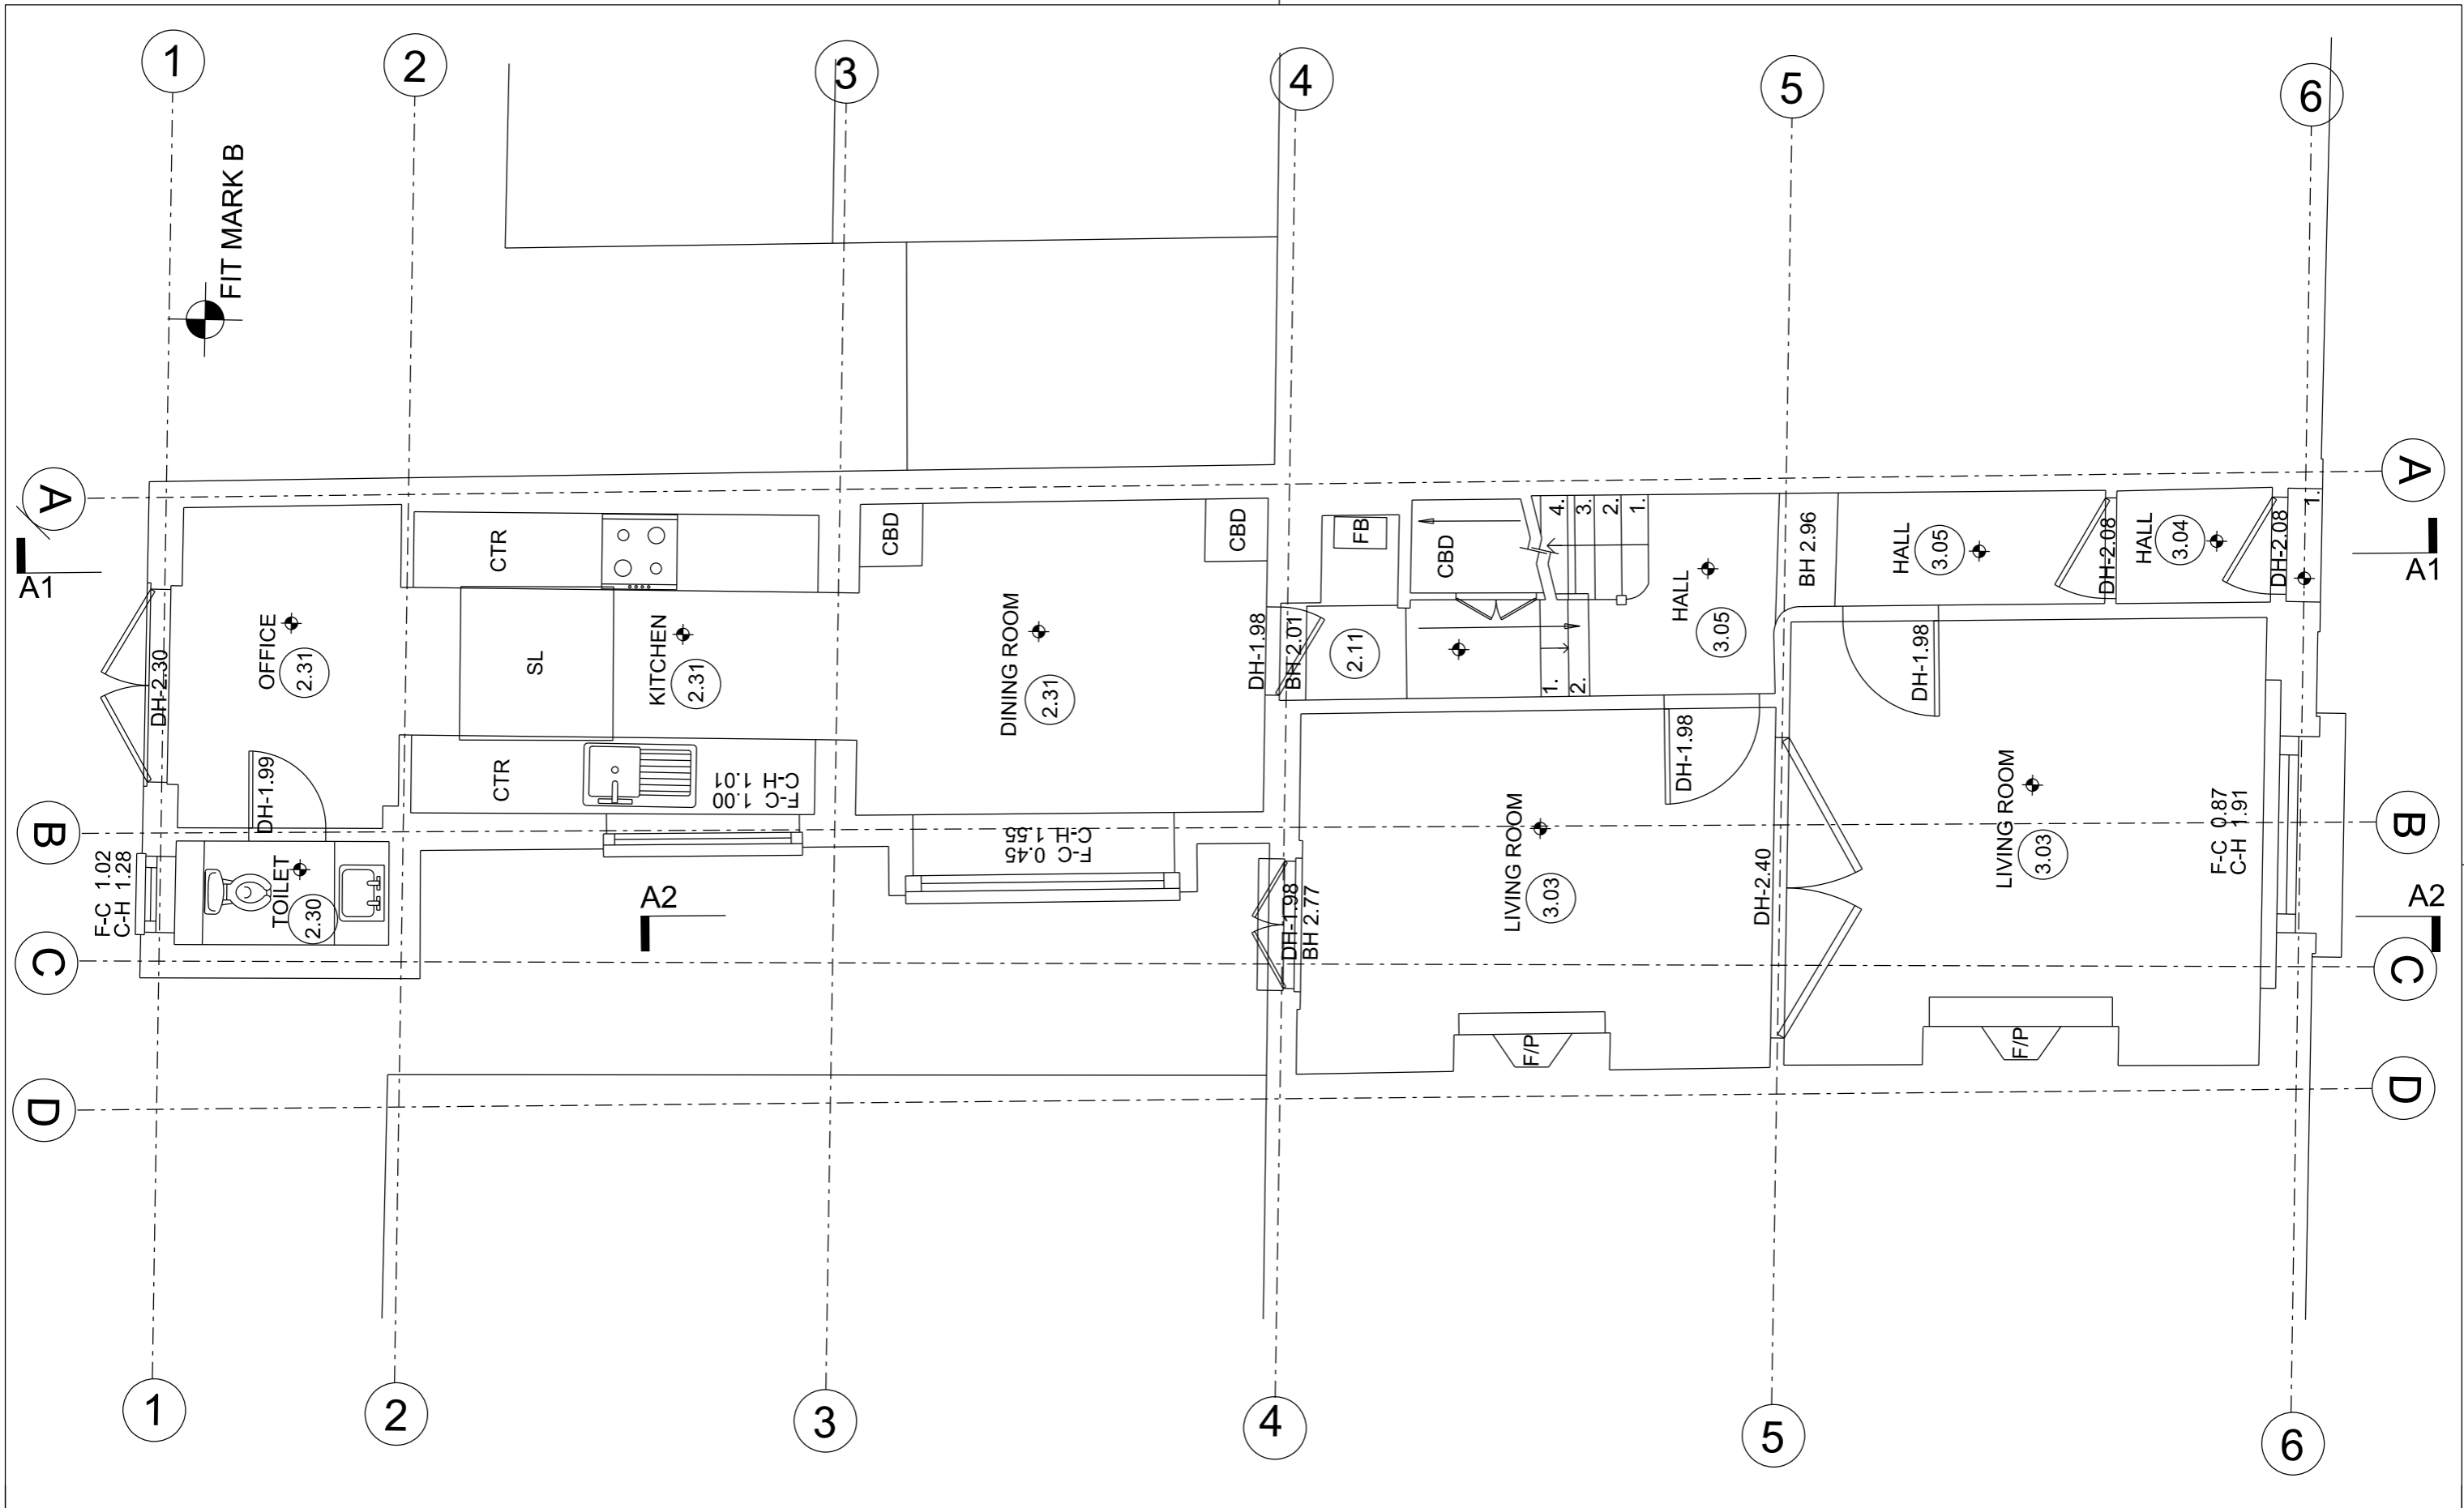 1
2
3
4
5
6
FIT MARK B
A
A
A1
A1
CTR
CBD
CBD
FB
CBD
4.
3.
2.
1.
HALL
3.05
BH 2.96
HALL
3.05
DH-2.08
HALL
3.04
DH-2.08
1.
OFFICE
2.31
DH-2.30
SL
KITCHEN
2.31
DINING ROOM
2.31
DH-1.98
BH 2.01
2.11
1.
2.
DH-1.98
DH-1.99
CTR
F-C 1.00
C-H 1.01
F-C 0.45
C-H 1.55
DH-1.98
LIVING ROOM
3.03
DH-2.40
LIVING ROOM
3.03
F-C 0.87
C-H 1.91
B
B
F-C 1.02
C-H 1.28
TOILET
2.30
A2
A2
DH-1.98
BH 2.77
C
C
F/P
F/P
D
D
1
2
3
4
5
6